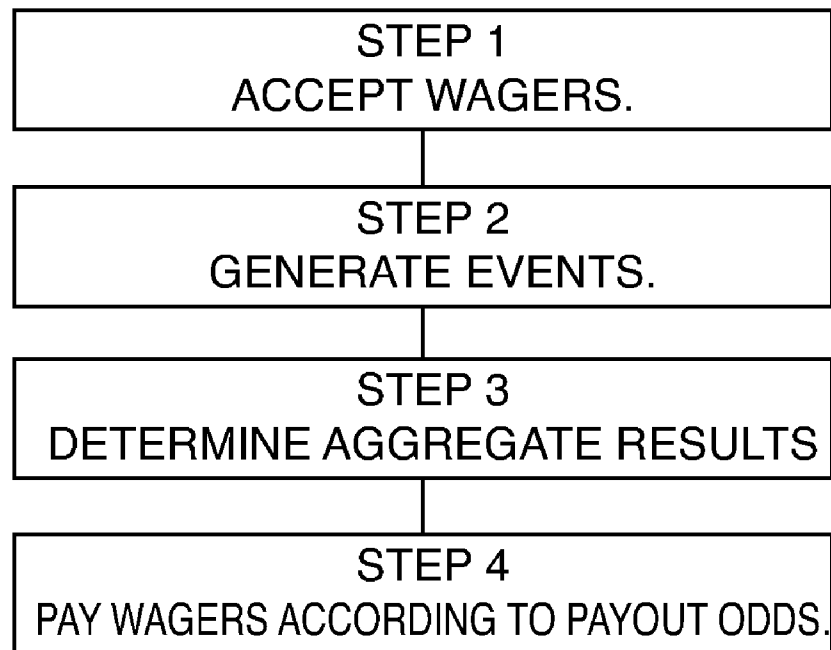 STEP 1
ACCEPT WAGERS.
STEP 2
GENERATE EVENTS.
STEP 3
DETERMINE AGGREGATE RESULTS
STEP 4
PAY WAGERS ACCORDING TO PAYOUT ODDS.